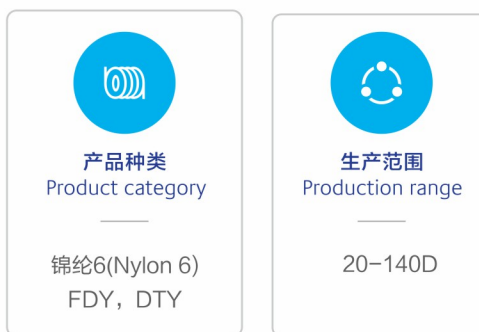 产品种类
Product category
锦纶6(Nylon 6)
FDY，DTY
生产范围
Production range
20-140D